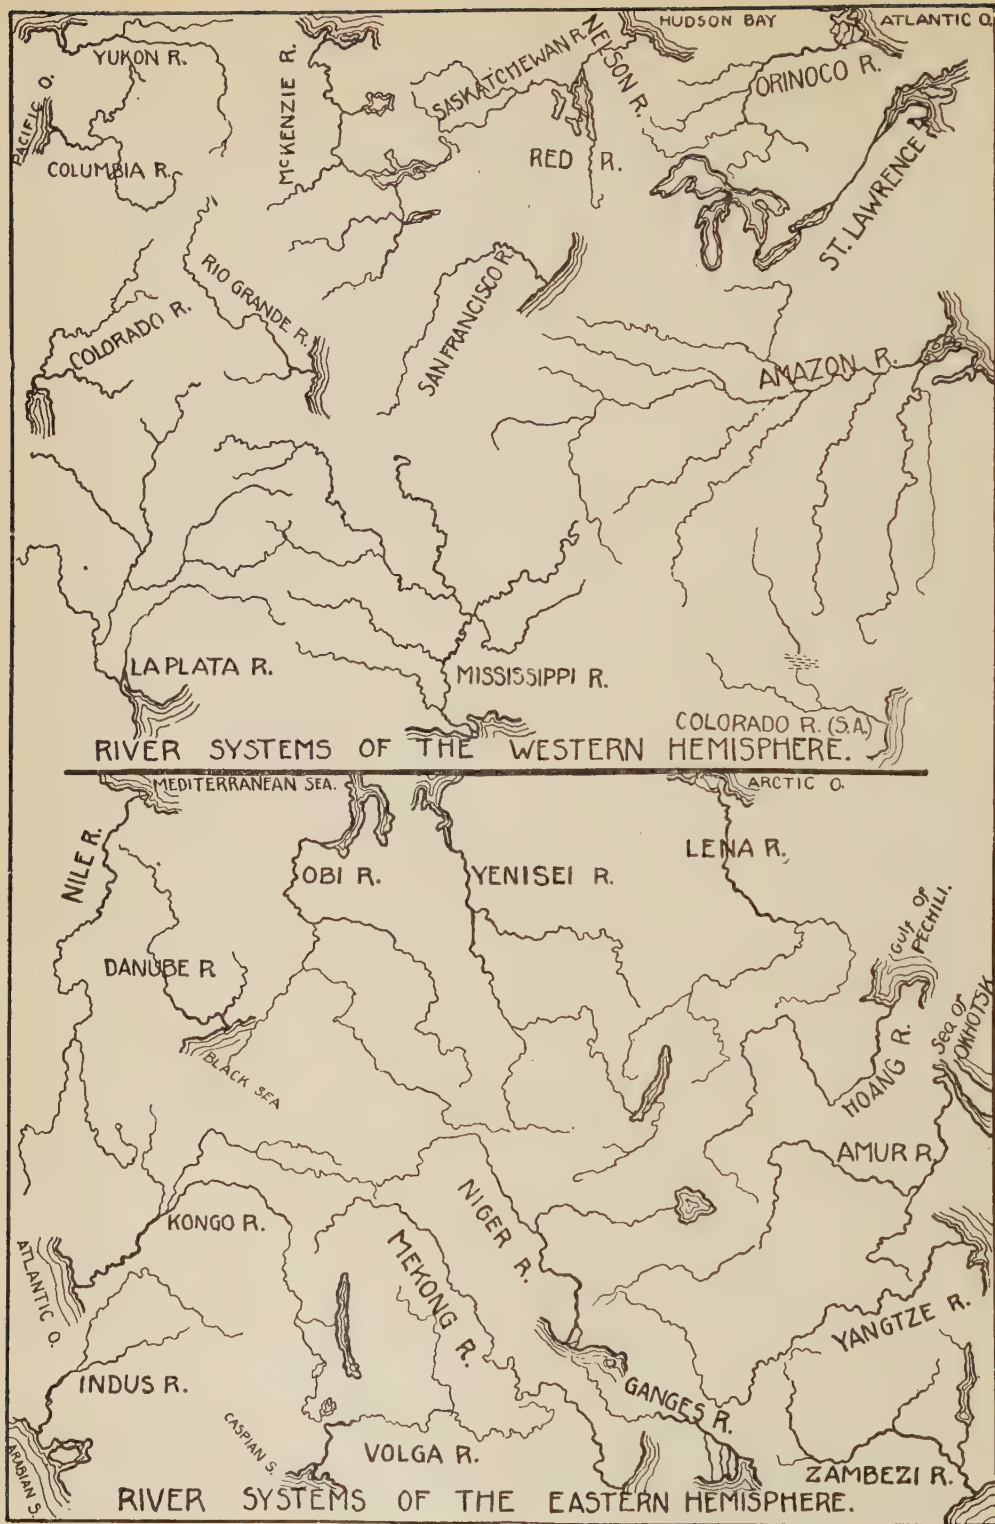 HUDSON BAY
ATLANTIC O.
YUKON R.
McKENZIE R.
SASKATCHEWAN R.
NELSON R.
ORINOCO R.
PACIFIC O.
COLUMBIA R.
RED R.
ST. LAWRENCE R.
RIO GRANDE R.
SAN FRANCISCO R.
COLORADO R.
AMAZON R.
LA PLATA R.
MISSISSIPPI R.
COLORADO R. (S.A.)
RIVER SYSTEMS OF THE WESTERN HEMISPHERE.
MEDITERRANEAN SEA.
ARCTIC O.
NILE R.
OBI R.
YENISEI R.
LENA R.
Gulf of
PECHILI.
DANUBE R
Sea of
OKHOTSK
BLACK SEA
HOANG R.
AMUR R.
KONGO R.
NIGER R.
MEKONG R.
ATLANTIC O.
YANGTZE R.
INDUS R.
GANGES R.
CASPIAN S.
VOLGA R.
ARABIAN S.
ZAMBEZI R.
RIVER SYSTEMS OF THE EASTERN HEMISPHERE.